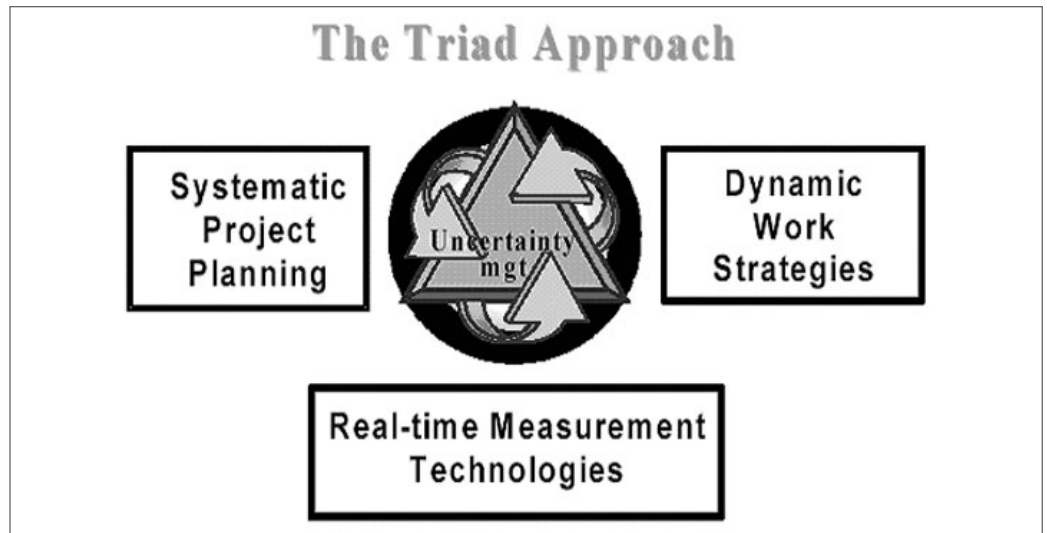 The Triad Approach
Systematic
Project
Planning
Uncertainty
mgt
Dynamic
Work
Strategies
Real-time Measurement
Technologies